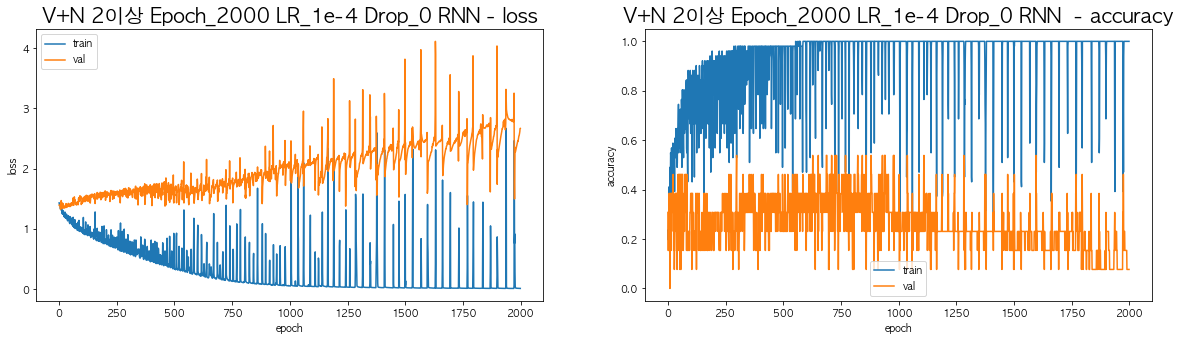 V+N 2이상 Epoch_2000 LR_1e-4 Drop_0 RNN - loss
train
val
4
3
2
1
0
loss
0
250
500
750
1000
1250
1500
1750
2000
epoch
V+N 2이상 Epoch_2000 LR_1e-4 Drop_0 RNN - accuracy
1.0
0.8
0.6
0.4
0.2
0.0
accuracy
train
val
0
250
500
750
1000
1250
1500
1750
2000
epoch